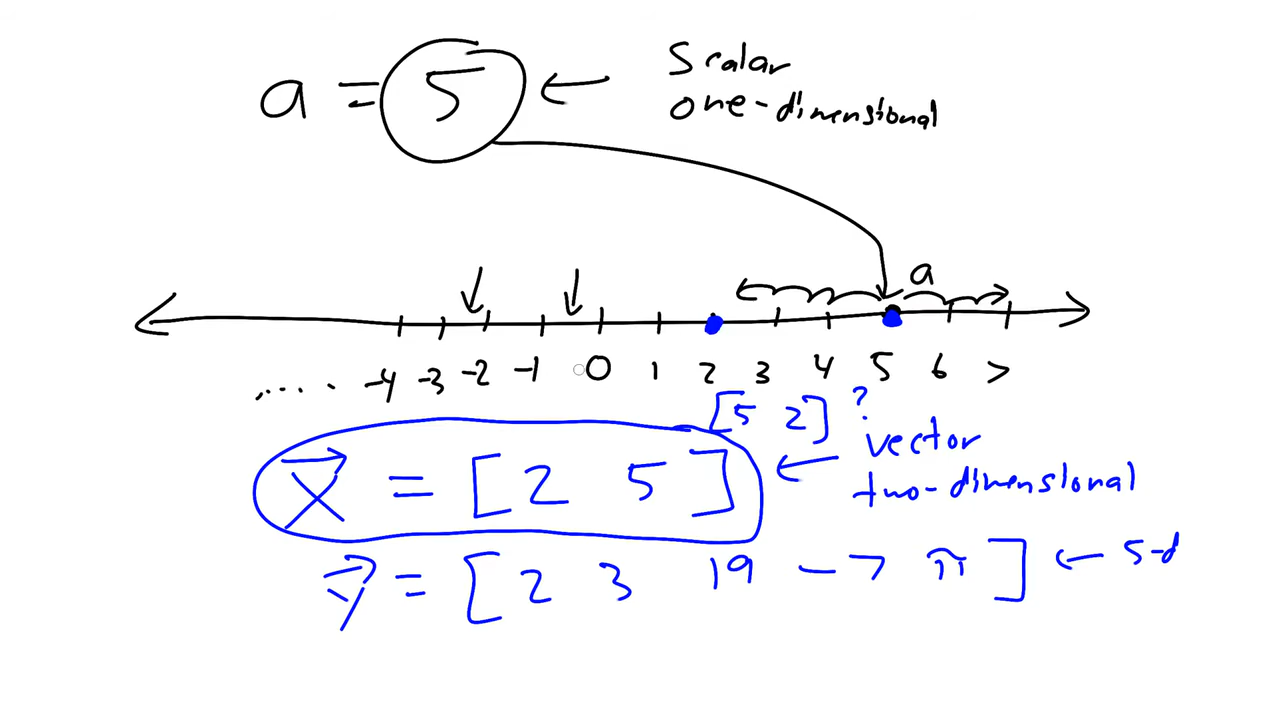 a = 5 ← Scalar
one-dimensional
a
..... -4 -3 -2 -1 0 1 2 3 4 5 6 >
[5 2] ?
x = [2 5] ← vector
two-dimensional
y = [2 3 19 -7 π] ← 5-d